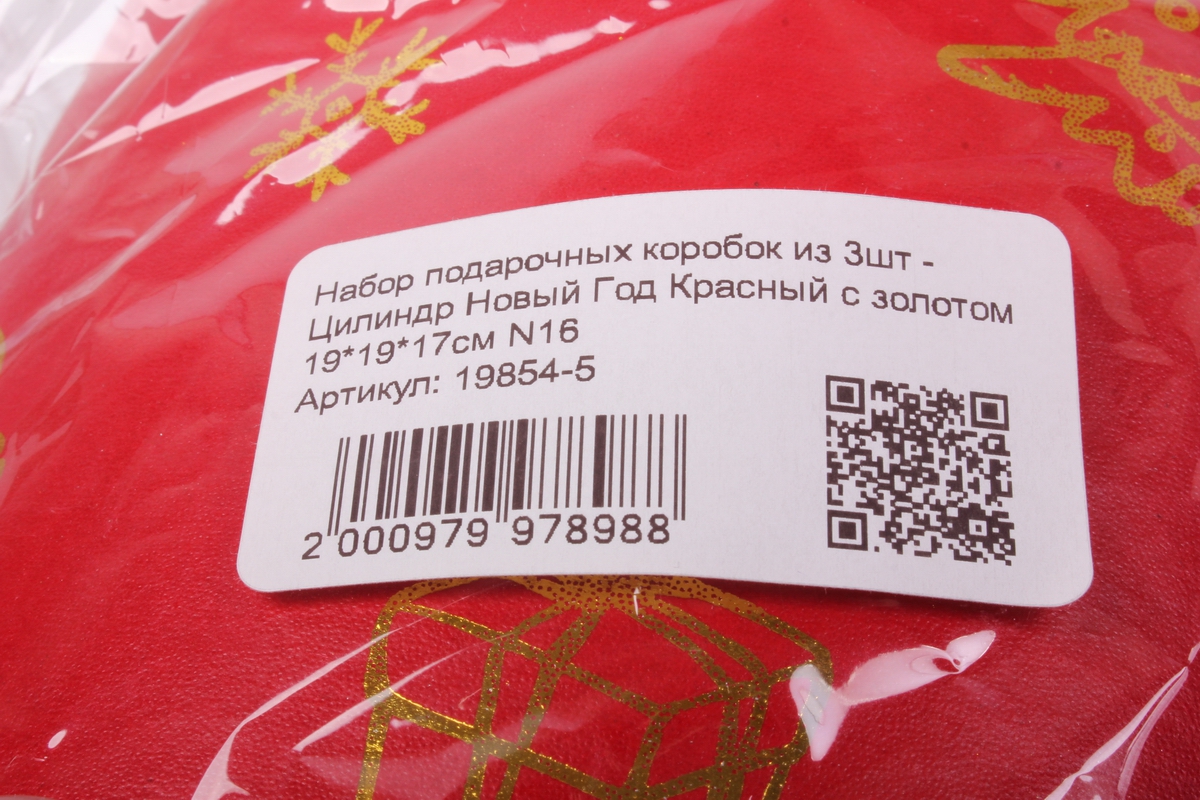 Набор подарочных коробок из 3шт -
Цилиндр Новый Год Красный с золотом
19*19*17см N16
Артикул: 19854-5
2 000979 978988